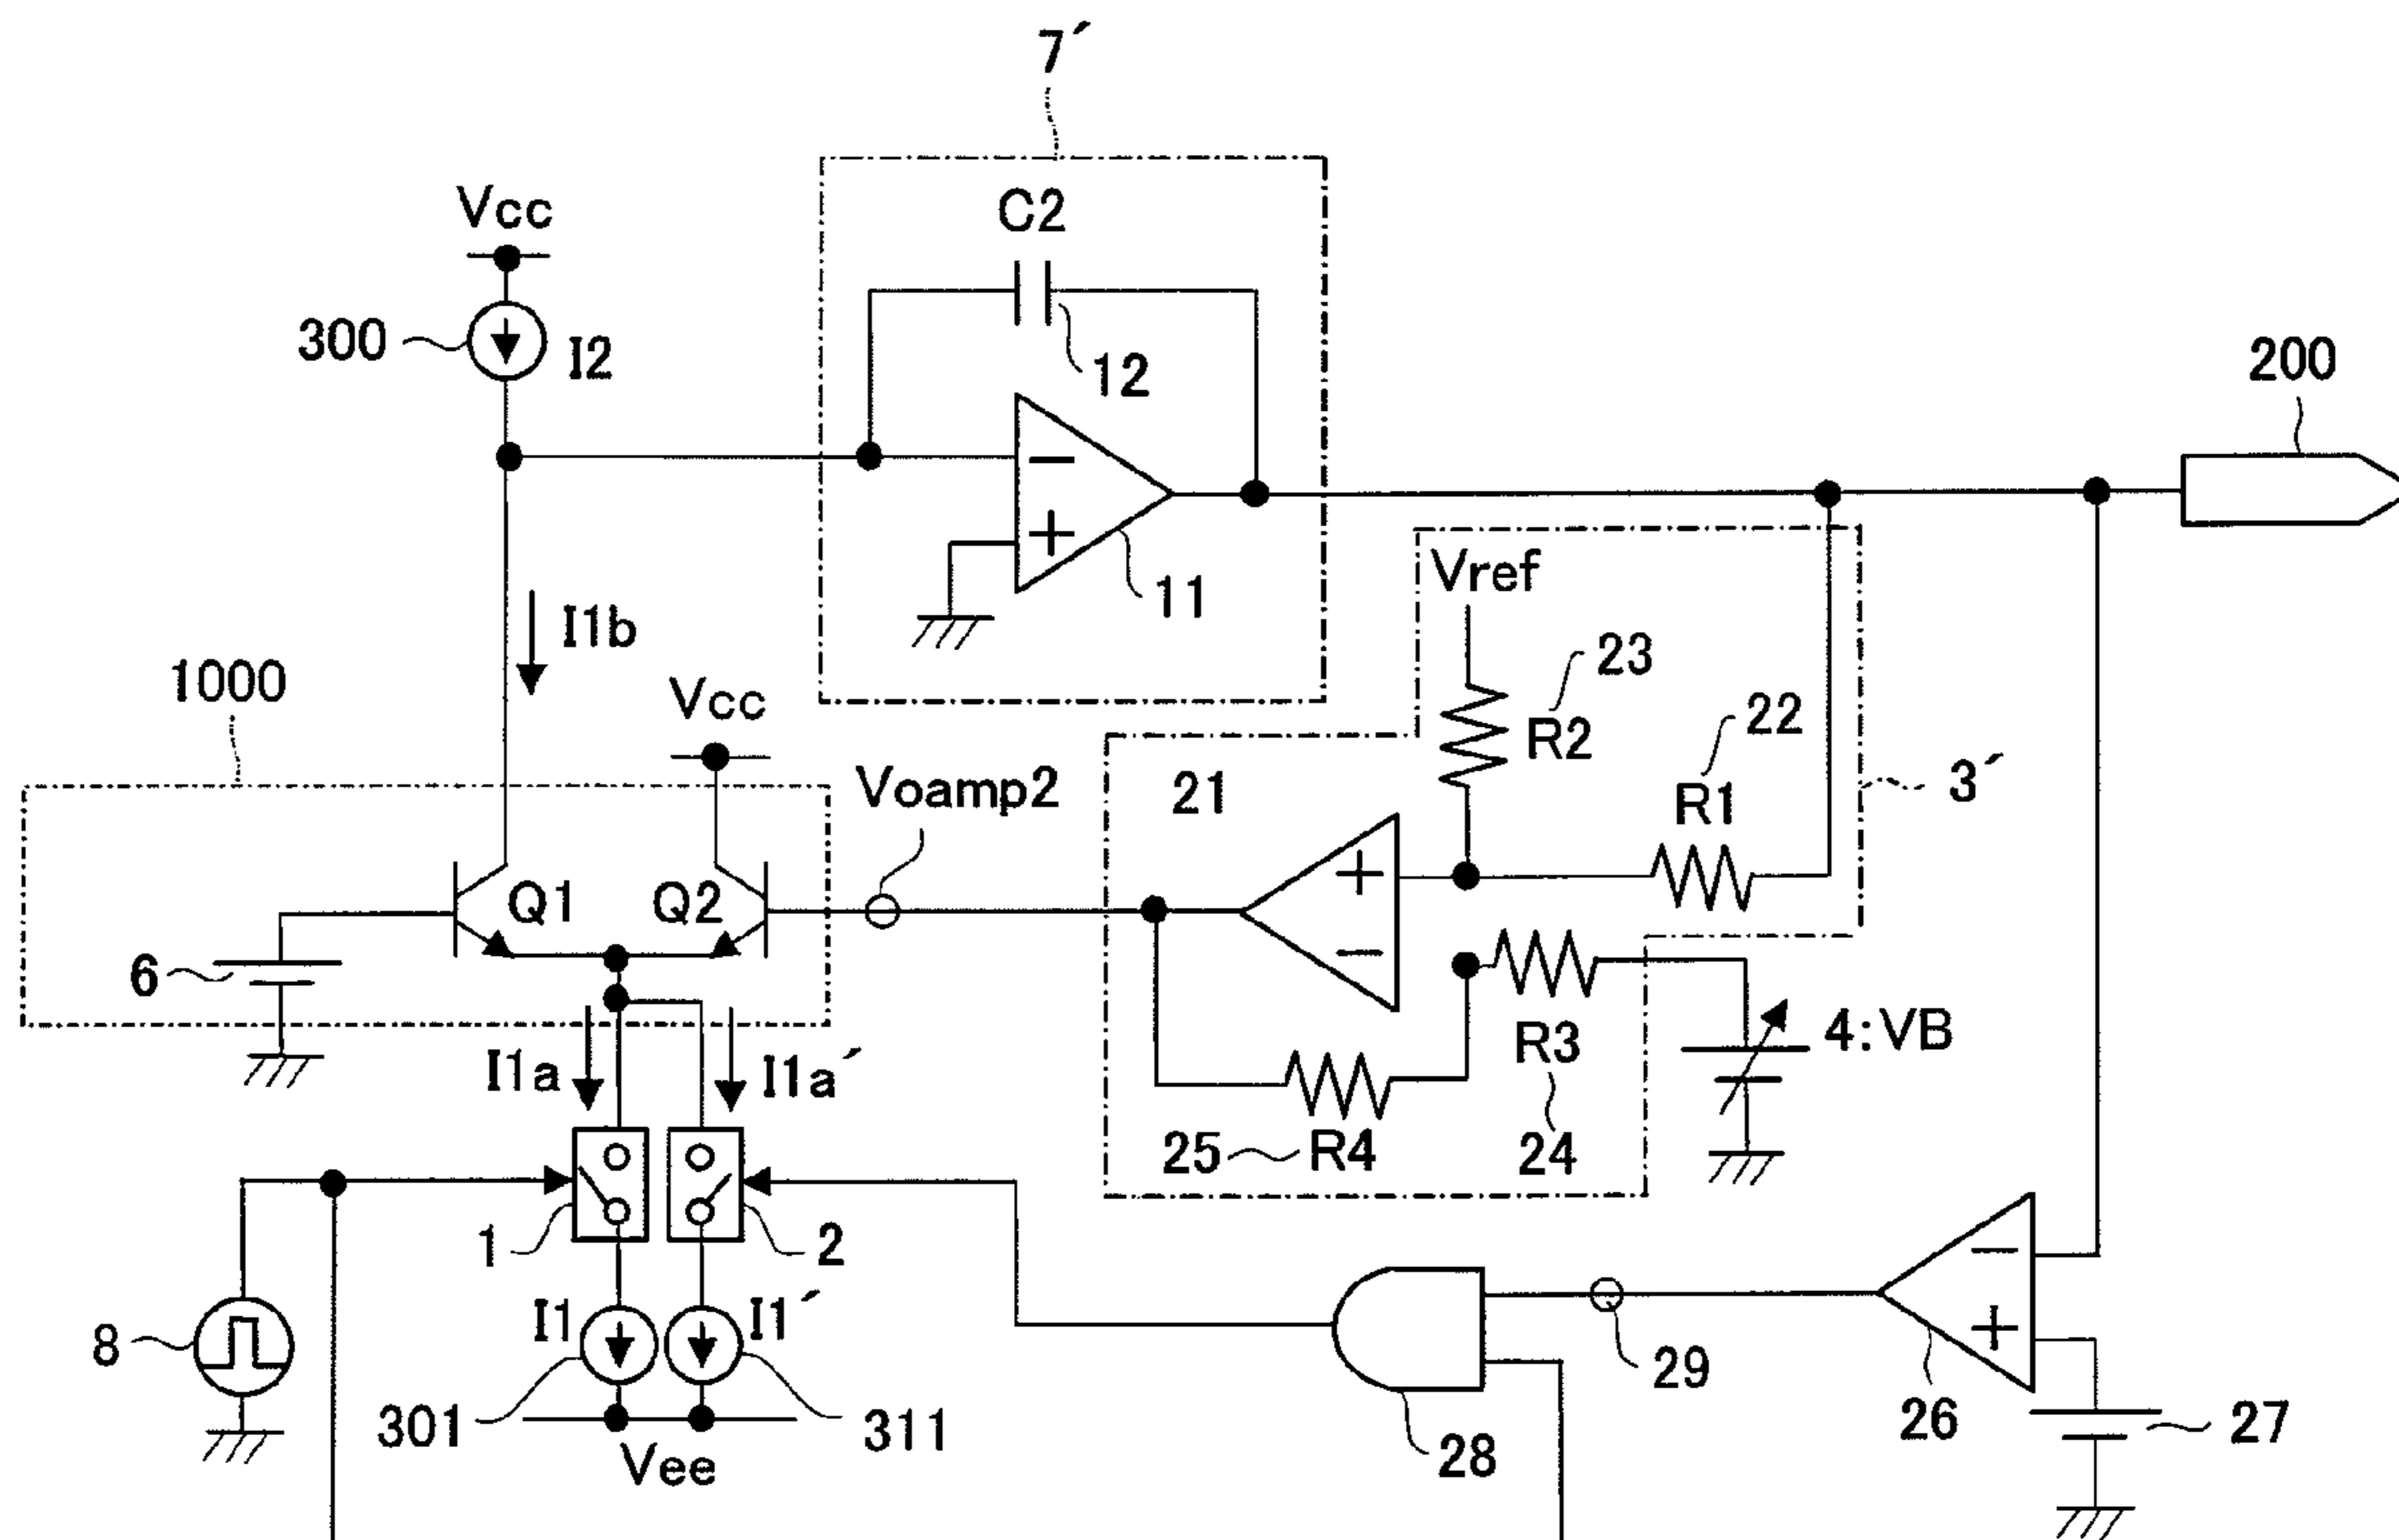 7´
C2
Vcc
300
I2
12
200
Vref
11
I1b
23
1000
Vcc
R2
22
R1
3´
Voamp2
21
+
−
−
+
Q1
Q2
6
I1a
I1a´
R3
4:VB
25
R4
24
1
2
8
I1
I1´
−
+
29
301
311
28
26
27
Vee